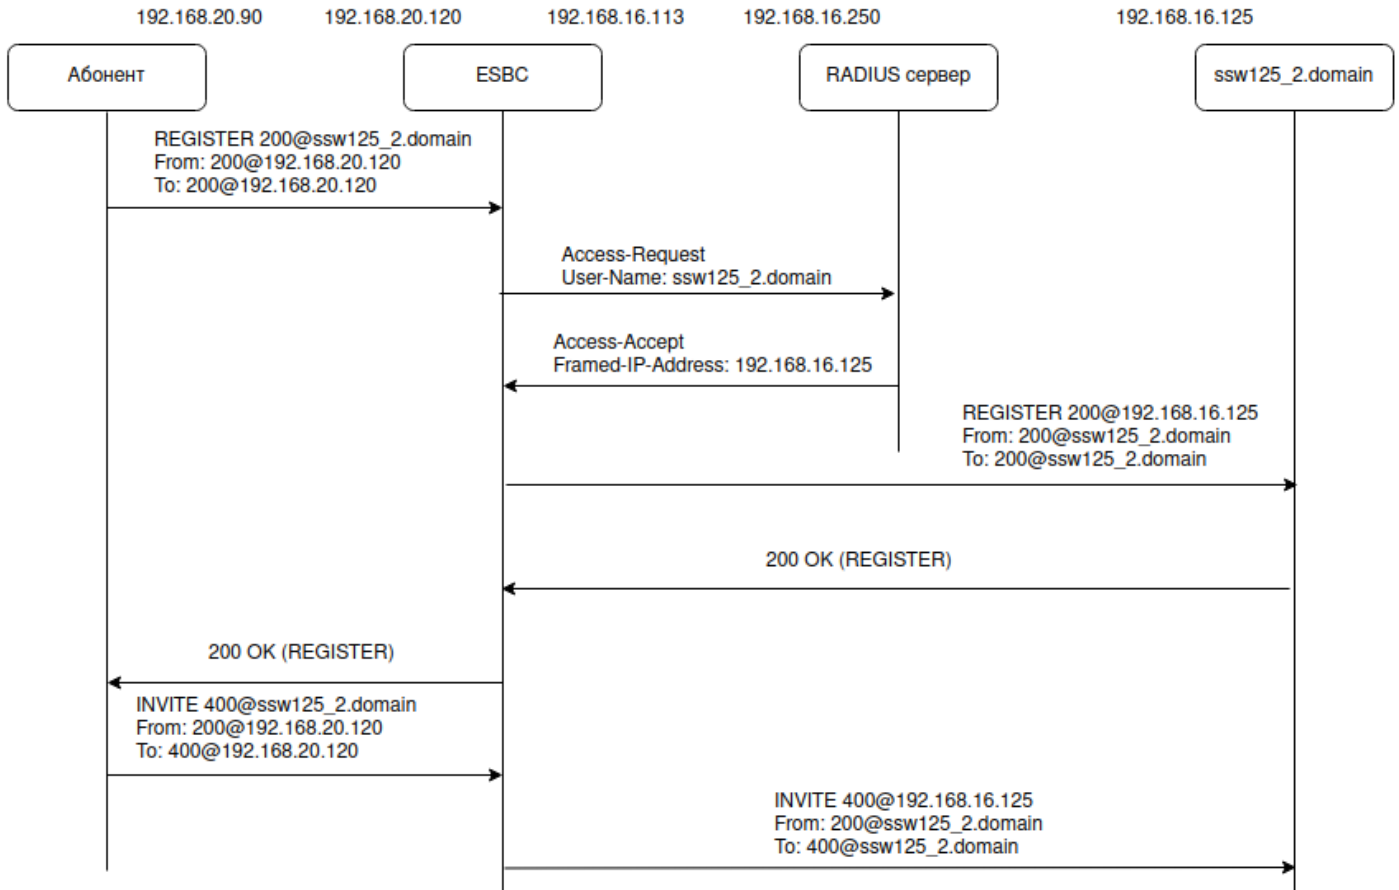 192.168.20.90
192.168.20.120
192.168.16.113
192.168.16.250
192.168.16.125
Абонент
ESBC
RADIUS сервер
ssw125_2.domain
REGISTER 200@ssw125_2.domain
From: 200@192.168.20.120
To: 200@192.168.20.120
Access-Request
User-Name: ssw125_2.domain
Access-Accept
Framed-IP-Address: 192.168.16.125
REGISTER 200@192.168.16.125
From: 200@ssw125_2.domain
To: 200@ssw125_2.domain
200 OK (REGISTER)
200 OK (REGISTER)
INVITE 400@ssw125_2.domain
From: 200@192.168.20.120
To: 400@192.168.20.120
INVITE 400@192.168.16.125
From: 200@ssw125_2.domain
To: 400@ssw125_2.domain